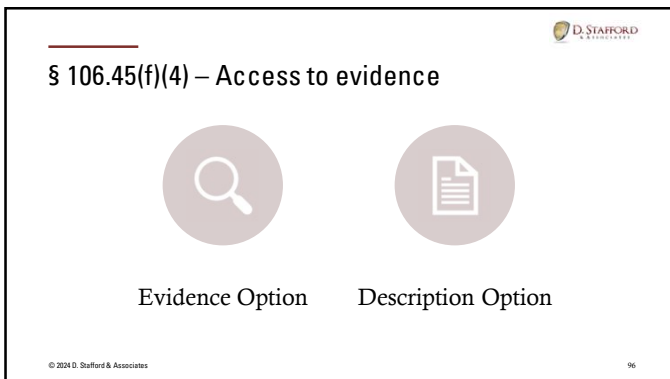 D. STAFFORD
& ASSOCIATES
§ 106.45(f)(4) – Access to evidence
Evidence Option
Description Option
© 2024 D. Stafford & Associates
96